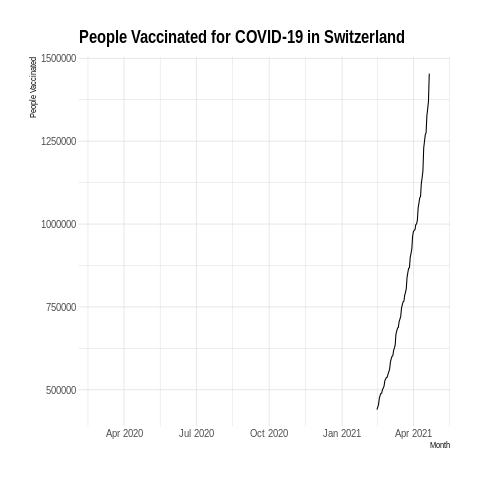 People Vaccinated for COVID-19 in Switzerland
People Vaccinated
1500000
1250000
1000000
750000
500000
Apr 2020 Jul 2020 Oct 2020 Jan 2021 Apr 2021
Month